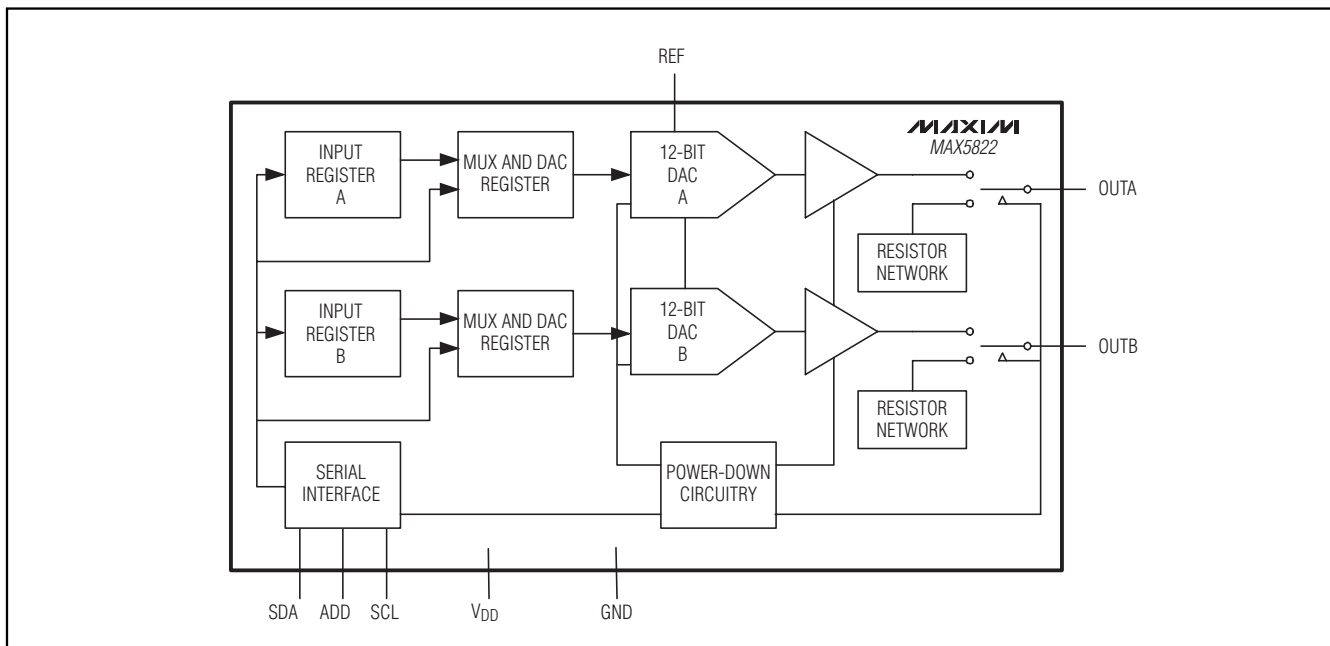 REF
MAXIM
MAX5822
INPUT
REGISTER
A
MUX AND DAC
REGISTER
12-BIT
DAC
A
OUTA
RESISTOR
NETWORK
INPUT
REGISTER
B
MUX AND DAC
REGISTER
12-BIT
DAC
B
OUTB
RESISTOR
NETWORK
SERIAL
INTERFACE
POWER-DOWN
CIRCUITRY
SDA
ADD
SCL
VDD
GND